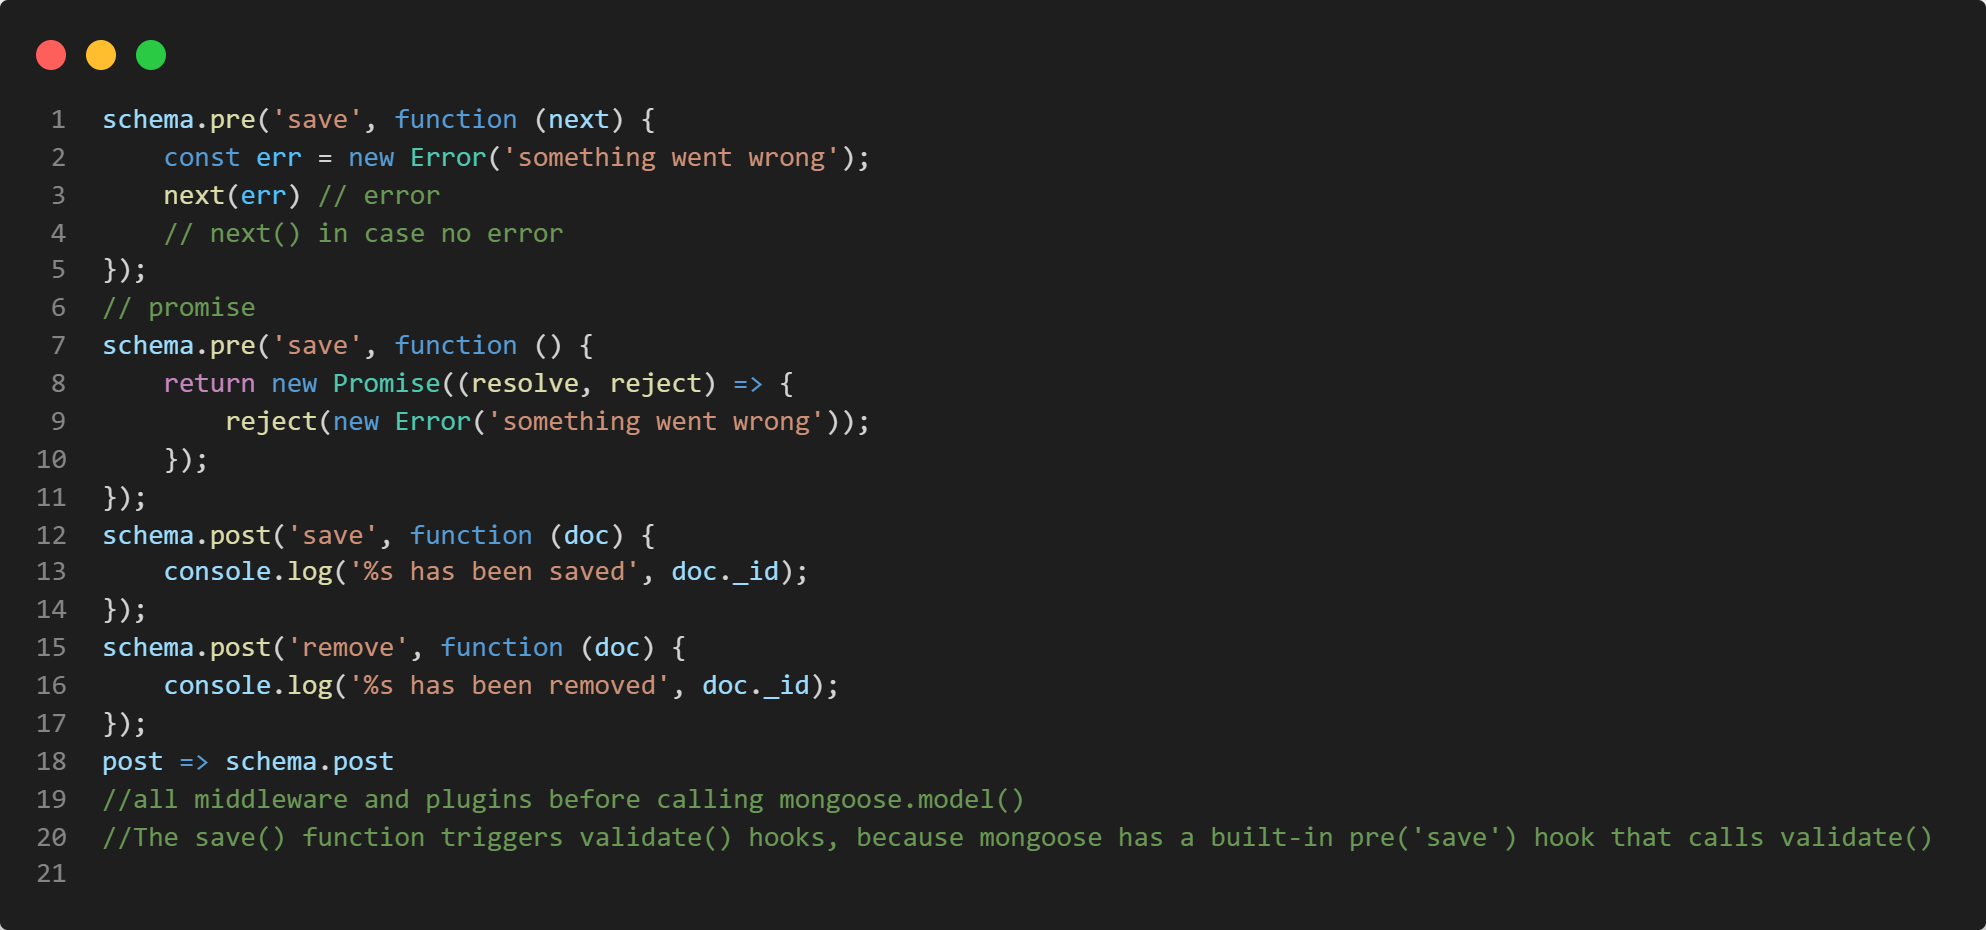 1 schema.pre('save', function (next) {
2     const err = new Error('something went wrong');
3     next(err) // error
4     // next() in case no error
5 });
6 // promise
7 schema.pre('save', function () {
8     return new Promise((resolve, reject) => {
9         reject(new Error('something went wrong'));
10     });
11 });
12 schema.post('save', function (doc) {
13     console.log('%s has been saved', doc._id);
14 });
15 schema.post('remove', function (doc) {
16     console.log('%s has been removed', doc._id);
17 });
18 post => schema.post
19 //all middleware and plugins before calling mongoose.model()
20 //The save() function triggers validate() hooks, because mongoose has a built-in pre('save') hook that calls validate()
21